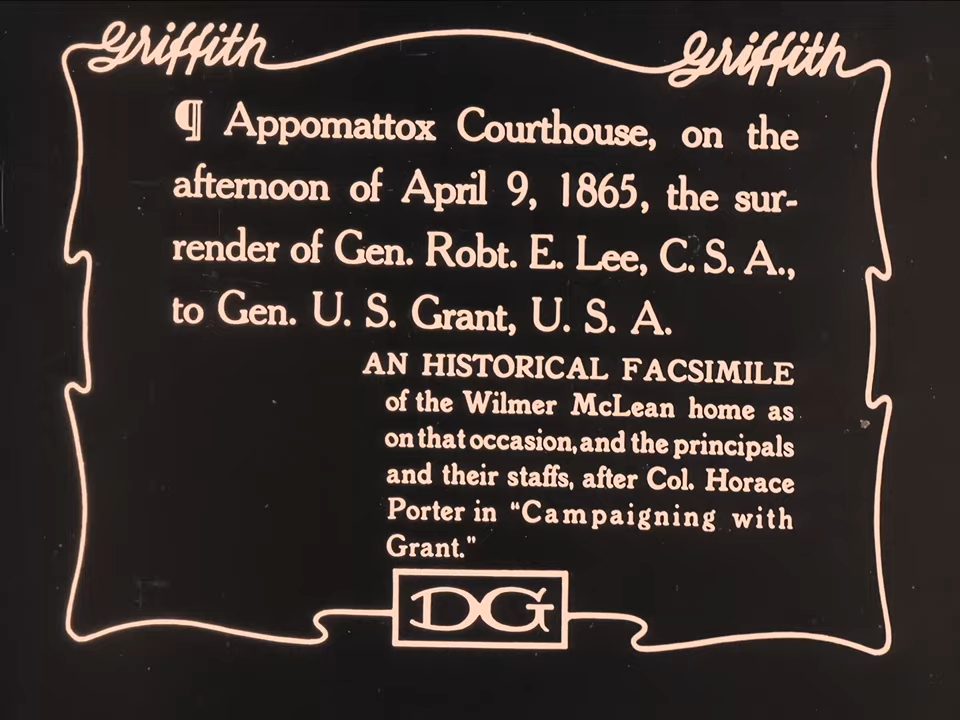 Griffith Griffith
¶ Appomattox Courthouse, on the
afternoon of April 9, 1865, the sur-
render of Gen. Robt. E. Lee, C. S. A.,
to Gen. U. S. Grant, U. S. A.
AN HISTORICAL FACSIMILE
of the Wilmer McLean home as
on that occasion, and the principals
and their staffs, after Col. Horace
Porter in "Campaigning with
Grant."
DG